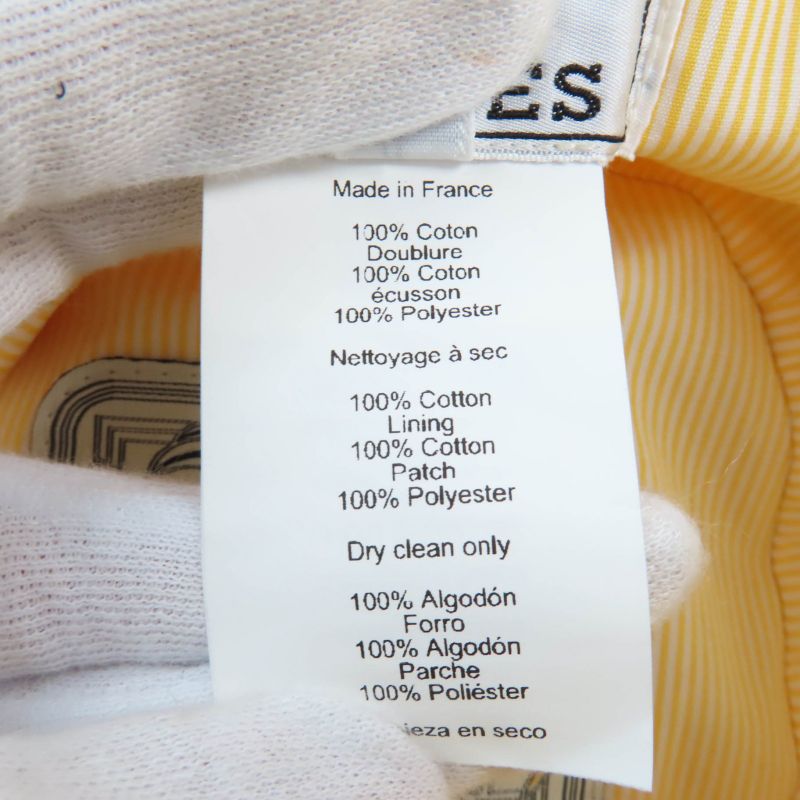 ES
Made in France
100% Coton
Doublure
100% Coton
écusson
100% Polyester
Nettoyage à sec
100% Cotton
Lining
100% Cotton
Patch
100% Polyester
Dry clean only
100% Algodón
Forro
100% Algodón
Parche
100% Poliéster
ieza en seco